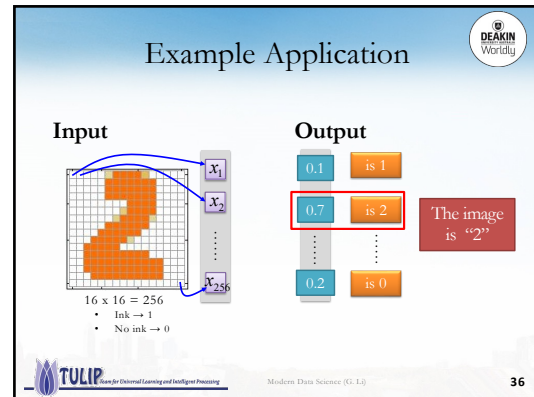 Example Application
DEAKIN
Worldly
Input
x1
x2
......
x256
16 x 16 = 256
• Ink → 1
• No ink → 0
Output
0.1 is 1
0.7 is 2
...... ......
0.2 is 0
The image
is “2”
TULIP Team for Universal Learning and Intelligent Processing
Modern Data Science (G. Li)
36